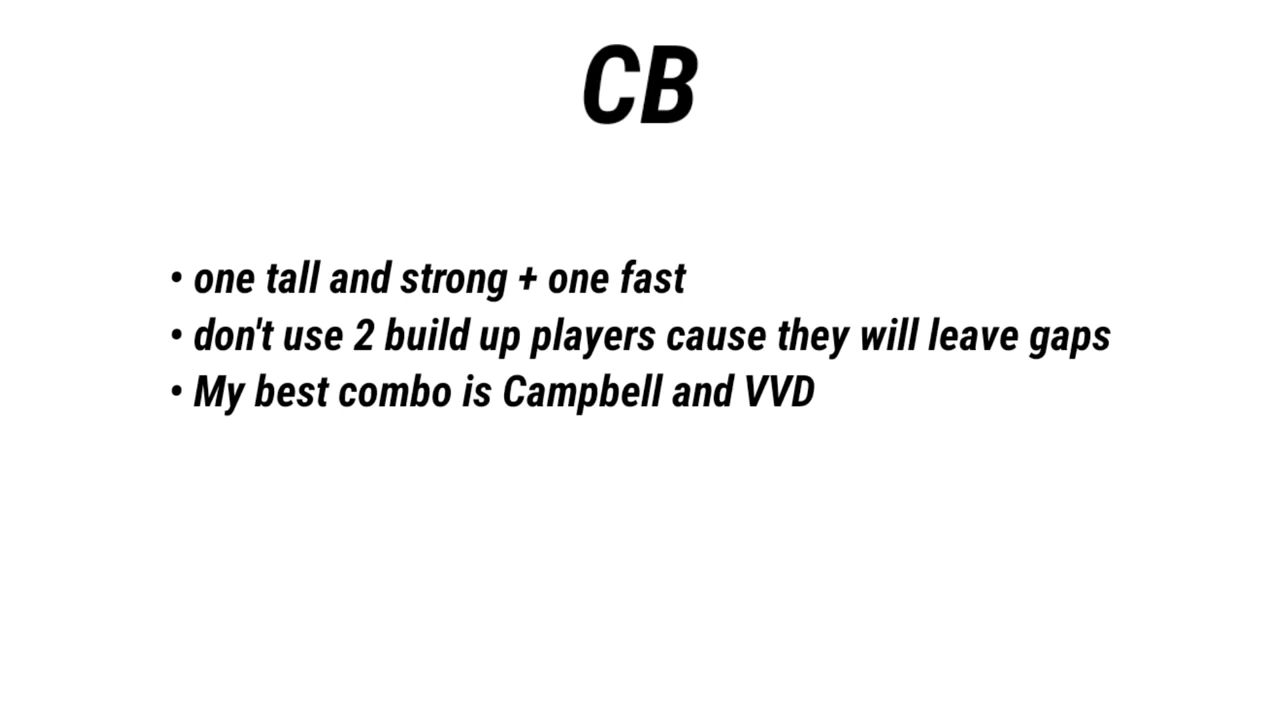 CB
• one tall and strong + one fast
• don't use 2 build up players cause they will leave gaps
• My best combo is Campbell and VVD